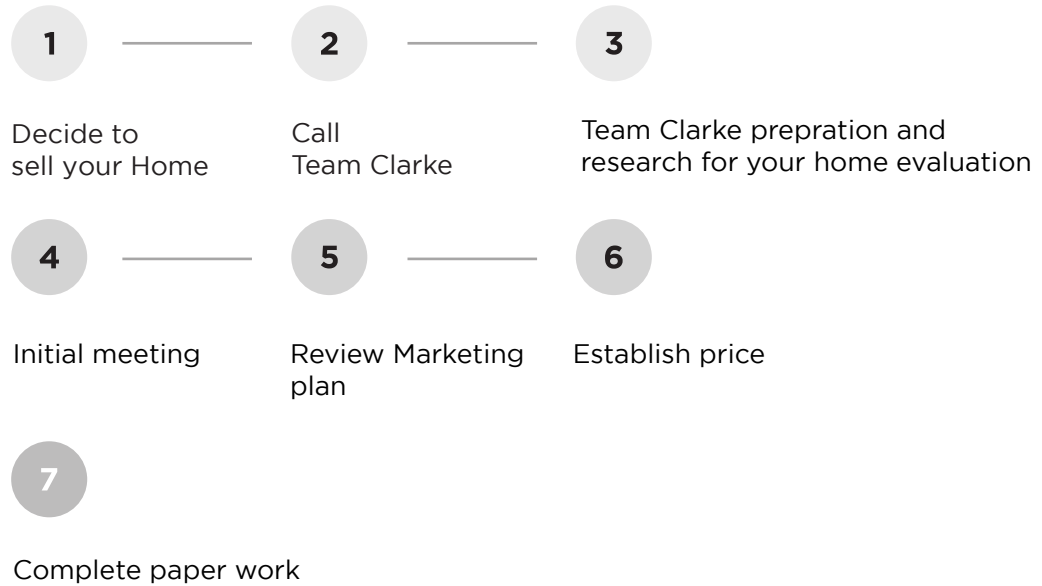 1
2
3
Decide to
sell your Home
Call
Team Clarke
Team Clarke prepration and
research for your home evaluation
4
5
6
Initial meeting
Review Marketing
plan
Establish price
7
Complete paper work